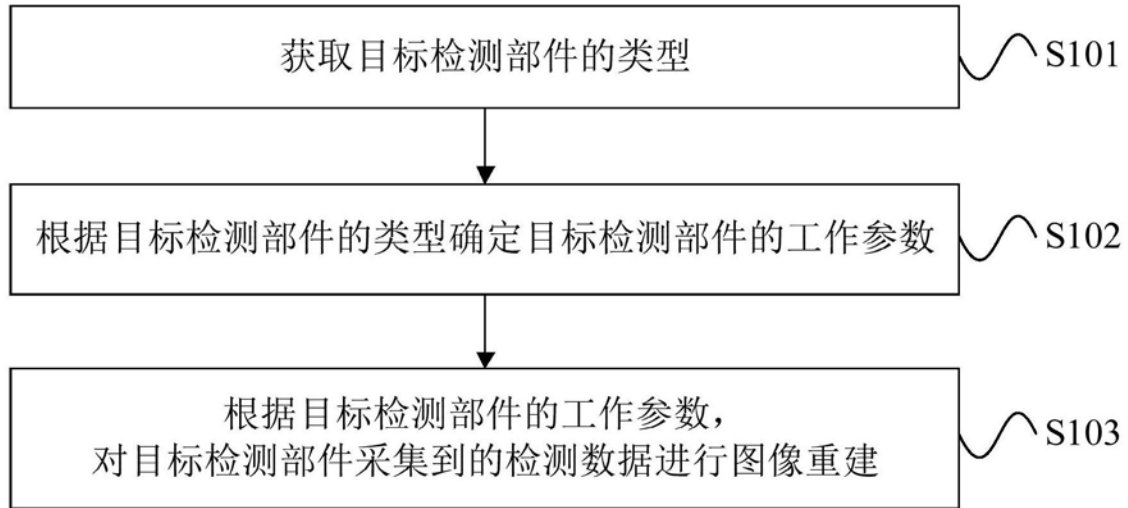 获取目标检测部件的类型
S101
根据目标检测部件的类型确定目标检测部件的工作参数
S102
根据目标检测部件的工作参数，
对目标检测部件采集到的检测数据进行图像重建
S103